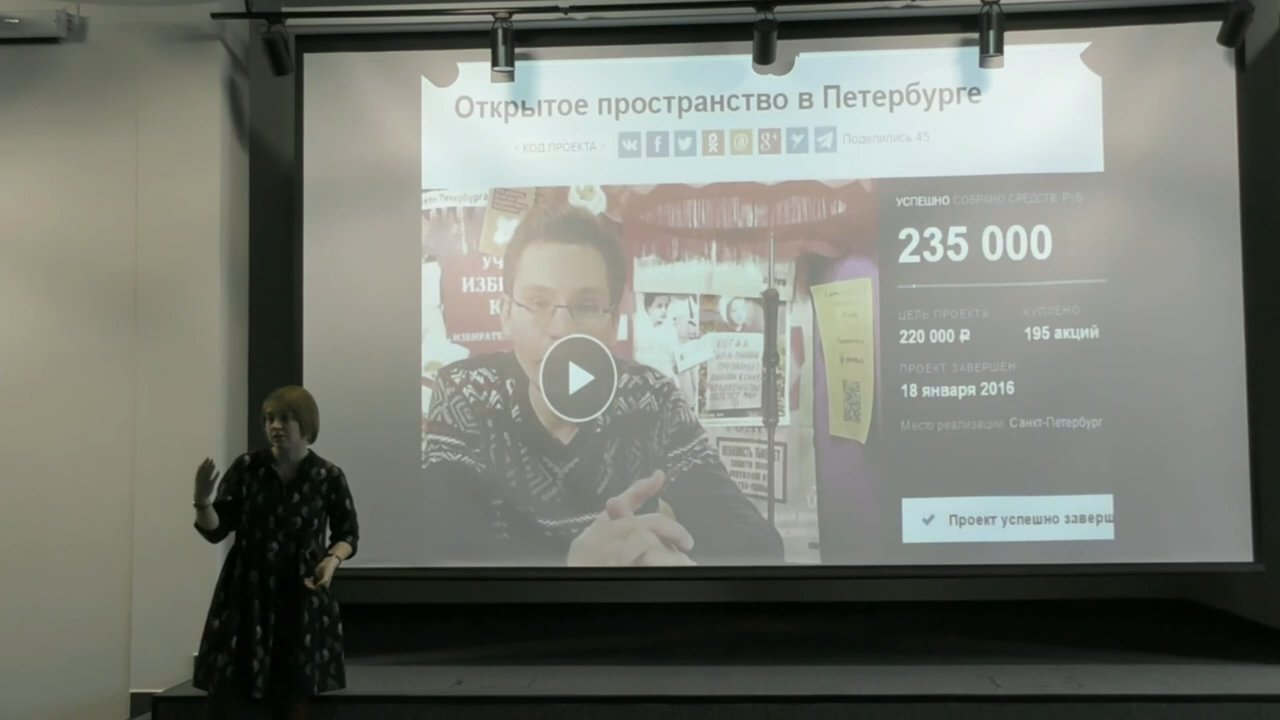 Открытое пространство в Петербурге
< КОД ПРОЕКТА >
Поделились 45
Петербурга
УСПЕШНО СОБРАНО СРЕДСТВ, РУБ
235 000
ЦЕЛЬ ПРОЕКТА
КУПЛЕНО
220 000 ₽
195 акций
ПРОЕКТ ЗАВЕРШЕН
18 января 2016
Место реализации: Санкт-Петербург
Проект успешно заверш